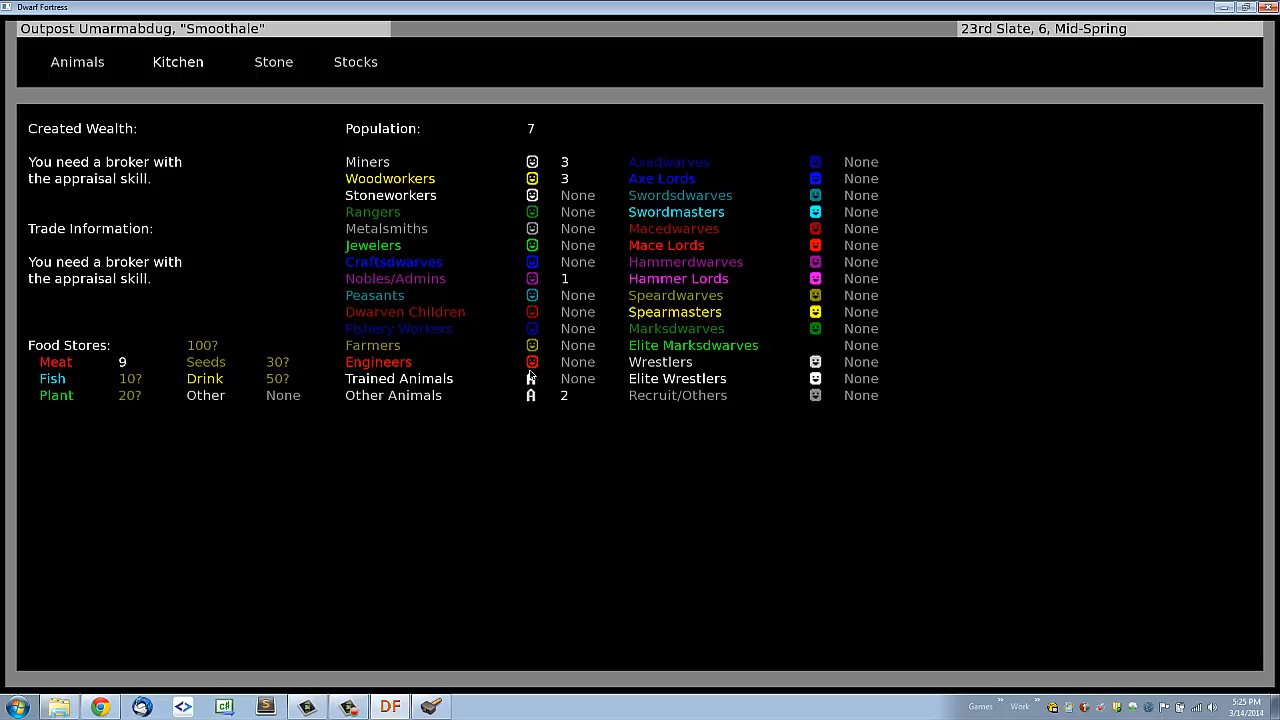 Dwarf Fortress
Outpost Umarmabdug, "Smoothale" 23rd Slate, 6, Mid-Spring
Animals Kitchen Stone Stocks
Created Wealth: Population: 7
You need a broker with Miners 3 Axedwarves None
the appraisal skill. Woodworkers 3 Axe Lords None
Stoneworkers None Swordsdwarves None
Rangers None Swordmasters None
Trade Information: Metalsmiths None Macedwarves None
Jewelers None Mace Lords None
You need a broker with Craftsdwarves None Hammerdwarves None
the appraisal skill. Nobles/Admins 1 Hammer Lords None
Peasants None Speardwarves None
Dwarven Children None Spearmasters None
Fishery Workers None Marksdwarves None
Food Stores: 100? Farmers None Elite Marksdwarves None
Meat 9 Seeds 30? Engineers None Wrestlers None
Fish 10? Drink 50? Trained Animals None Elite Wrestlers None
Plant 20? Other None Other Animals 2 Recruit/Others None
DF Games Work 5:25 PM
3/14/2014